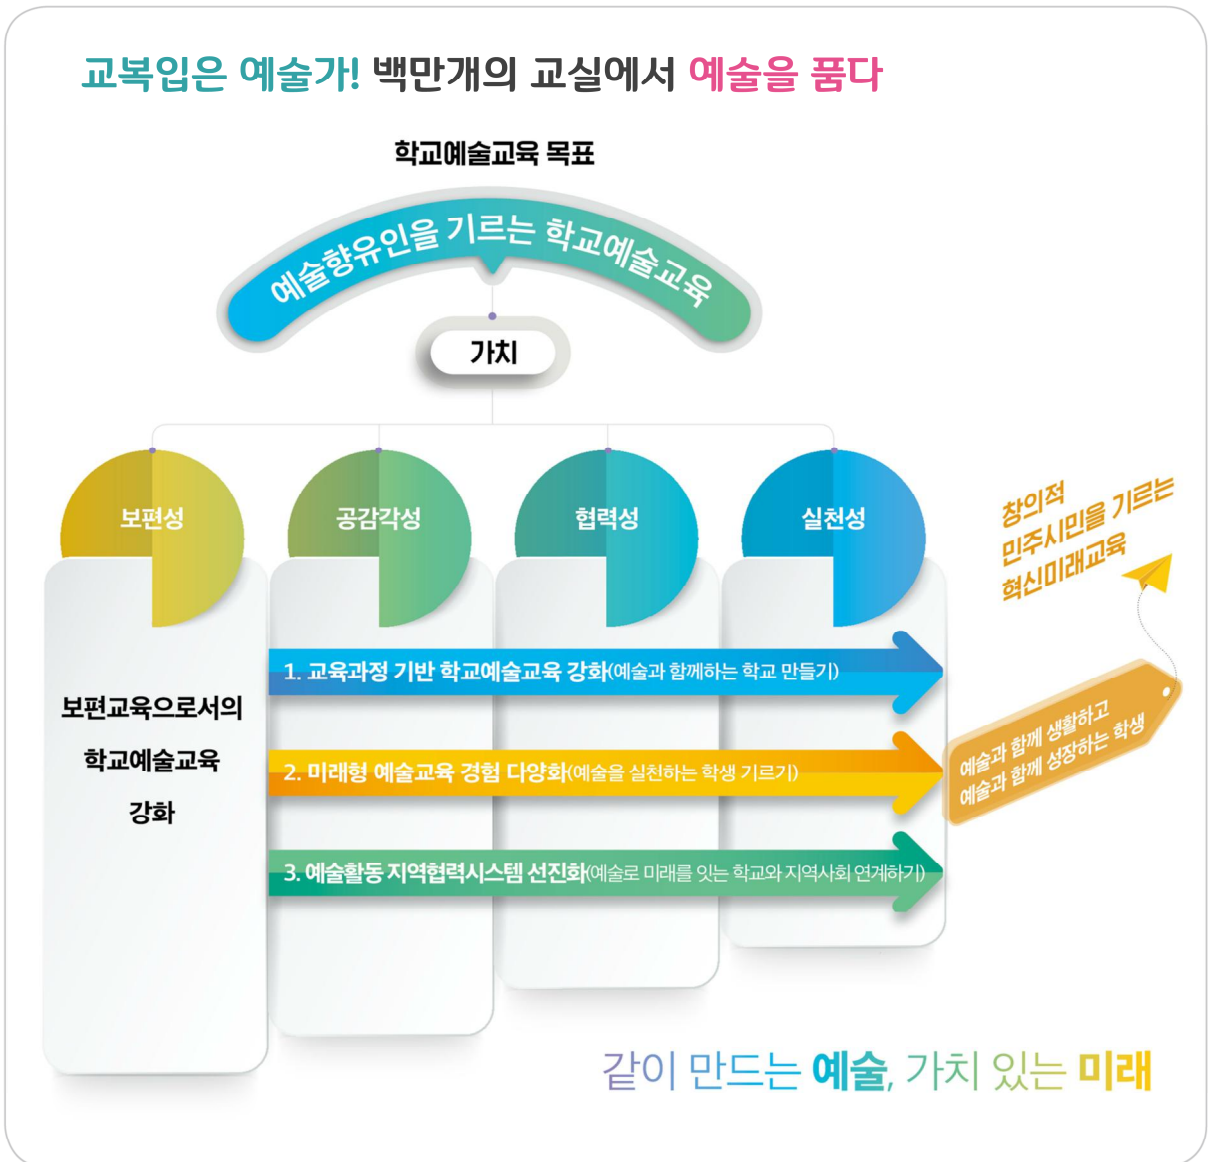 교복입은 예술가! 백만개의 교실에서 예술을 품다
학교예술교육 목표
예술향유인을 기르는 학교예술교육
가치
보편성
공감각성
협력성
실천성
창의적
민주시민을 기르는
혁신미래교육
보편교육으로서의
학교예술교육
강화
1. 교육과정 기반 학교예술교육 강화(예술과 함께하는 학교 만들기)
2. 미래형 예술교육 경험 다양화(예술을 실천하는 학생 기르기)
3. 예술활동 지역협력시스템 선진화(예술로 미래를 잇는 학교와 지역사회 연계하기)
예술과 함께 생활하고
예술과 함께 성장하는 학생
같이 만드는 예술, 가치 있는 미래